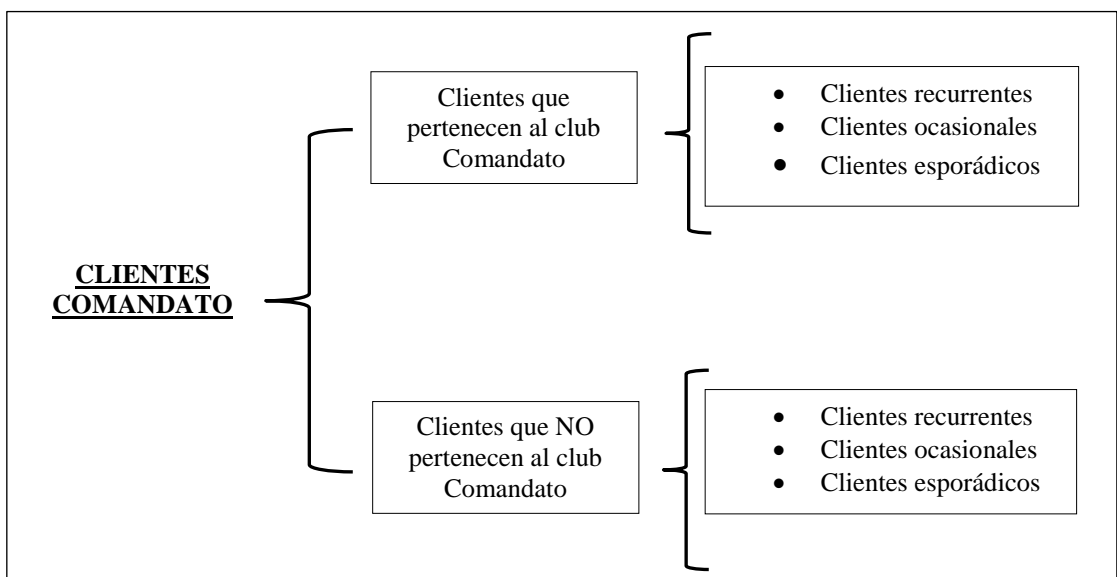 CLIENTES
COMANDATO
Clientes que
pertenecen al club
Comandato
• Clientes recurrentes
• Clientes ocasionales
• Clientes esporádicos
Clientes que NO
pertenecen al club
Comandato
• Clientes recurrentes
• Clientes ocasionales
• Clientes esporádicos